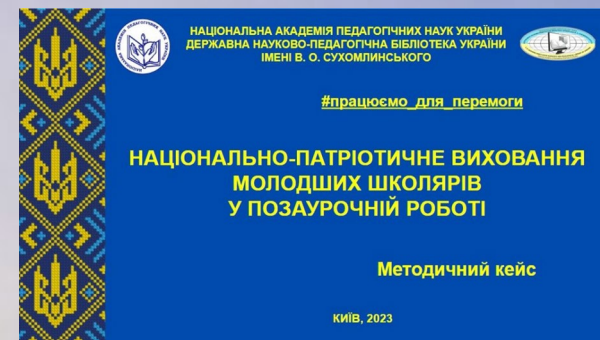 НАЦІОНАЛЬНА АКАДЕМІЯ ПЕДАГОГІЧНИХ НАУК УКРАЇНИ
ДЕРЖАВНА НАУКОВО-ПЕДАГОГІЧНА БІБЛІОТЕКА УКРАЇНИ
ІМЕНІ В. О. СУХОМЛИНСЬКОГО
#працюємо_для_перемоги
НАЦІОНАЛЬНО-ПАТРІОТИЧНЕ ВИХОВАННЯ
МОЛОДШИХ ШКОЛЯРІВ
У ПОЗАУРОЧНІЙ РОБОТІ
Методичний кейс
КИЇВ, 2023